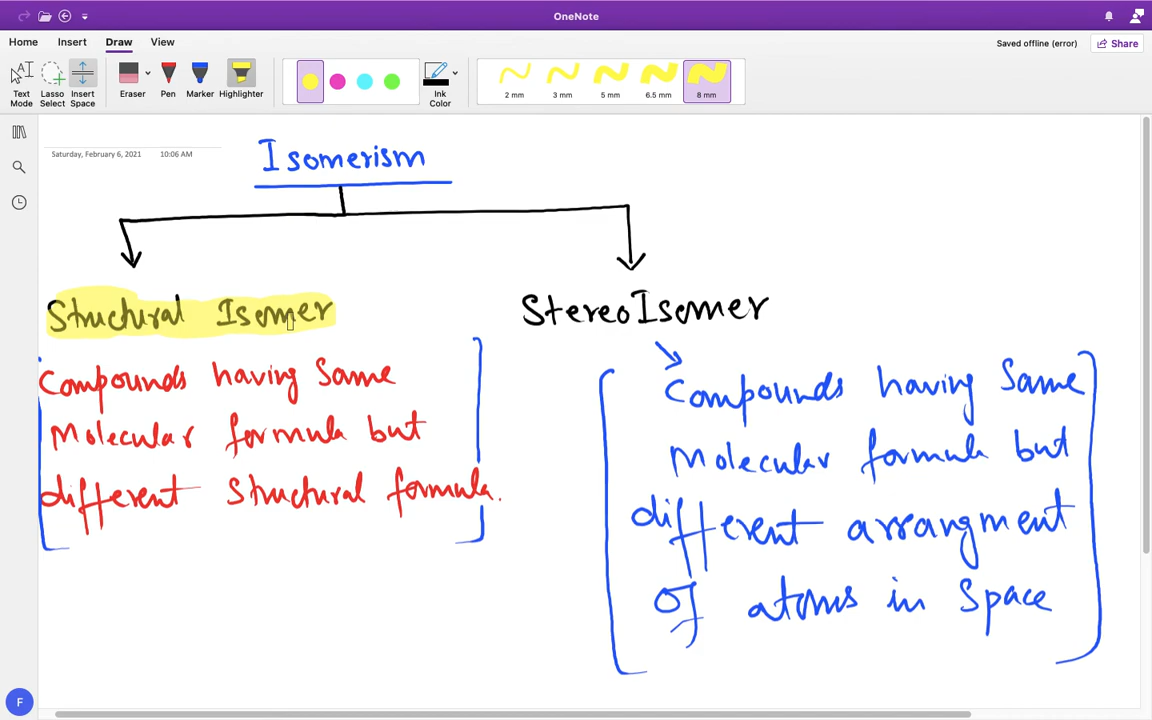 OneNote
Home Insert Draw View
Saved offline (error) Share
Text Mode
Lasso Select
Insert Space
Eraser
Pen
Marker
Highlighter
Ink Color
2 mm
3 mm
5 mm
6.5 mm
8 mm
Saturday, February 6, 2021 10:06 AM
Isomerism
Structural Isomer
Compounds having Same
Molecular formula but
different Structural formula.
StereoIsomer
Compounds having Same
Molecular formula but
different arrangment
of atoms in Space
F